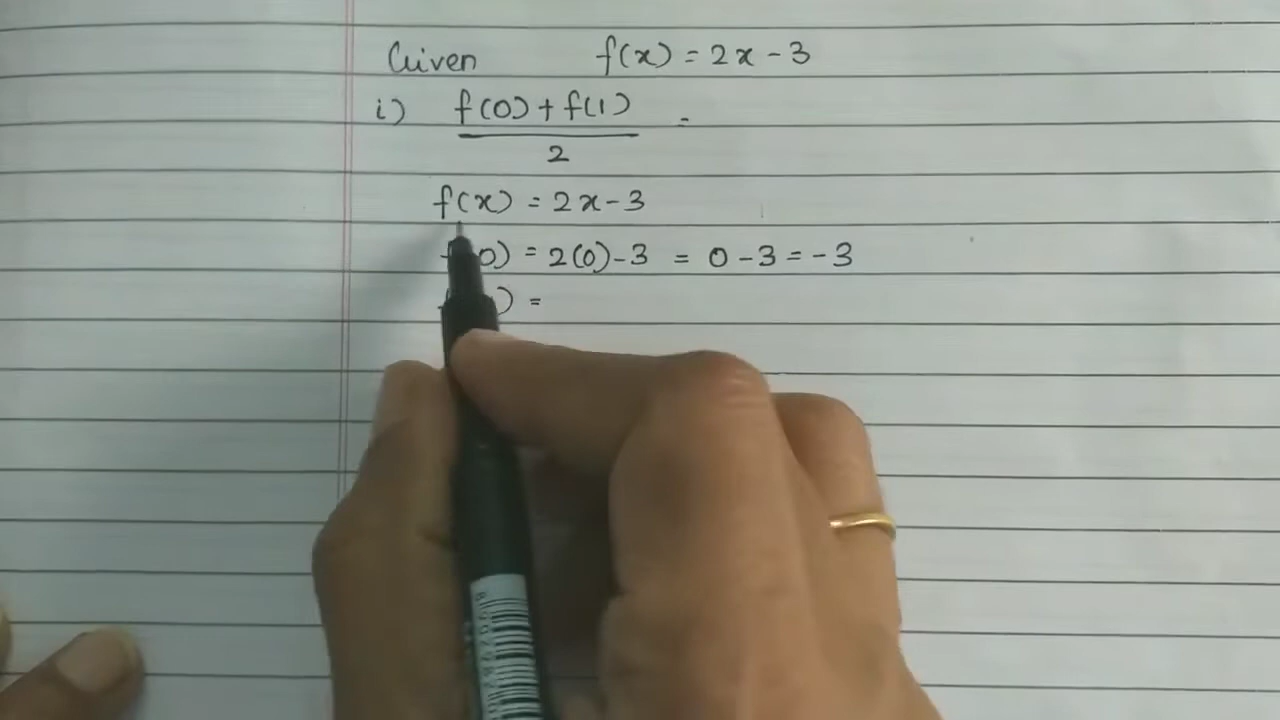 Given f(x) = 2x - 3
i) f(0) + f(1) =
2
f(x) = 2x - 3
0) = 2(0) - 3 = 0 - 3 = - 3
) =